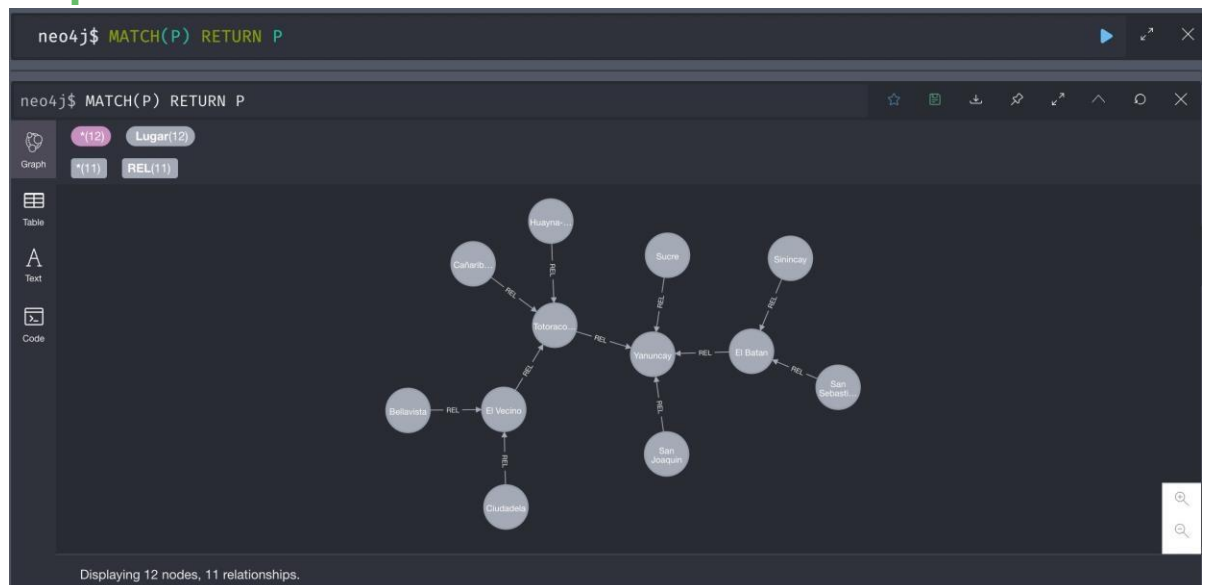 neo4j$ MATCH(P) RETURN P
neo4j$ MATCH(P) RETURN P
*(12) Lugar(12)
*(11) REL(11)
Graph
Table
Text
Code
Huayna-...
Cañarib...
Sucre
Sinincay
REL
REL
REL
REL
Totoraco...
REL
Yanuncay
REL
El Batan
REL
REL
San
Sebasti...
Bellavista
REL
El Vecino
REL
REL
San
Joaquin
Ciudadela
Displaying 12 nodes, 11 relationships.